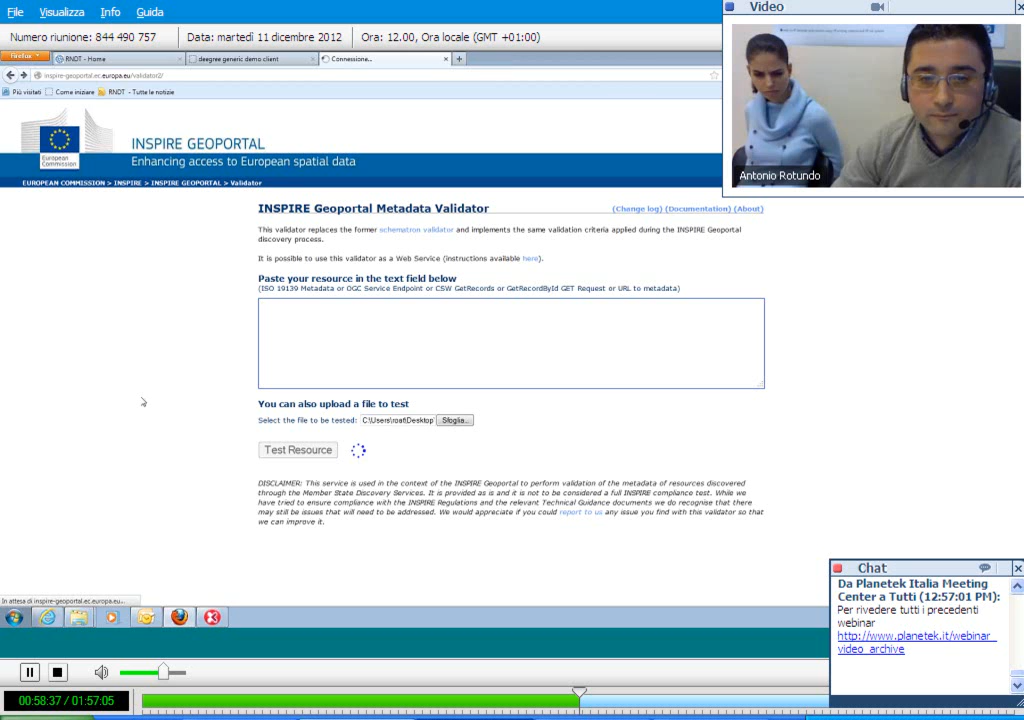 File Visualizza Info Guida
Video
Numero riunione: 844 490 757 Data: martedì 11 dicembre 2012 Ora: 12.00, Ora locale (GMT +01:00)
Firefox
RNDT - Home
deegree generic demo client
Connessione...
inspire-geoportal.ec.europa.eu/validator2/
Più visitati Come iniziare RNDT - Tutte le notizie
European Commission
INSPIRE GEOPORTAL
Enhancing access to European spatial data
Antonio Rotundo
EUROPEAN COMMISSION > INSPIRE > INSPIRE GEOPORTAL > Validator
INSPIRE Geoportal Metadata Validator
(Change log) (Documentation) (About)
This validator replaces the former schematron validator and implements the same validation criteria applied during the INSPIRE Geoportal
discovery process.
It is possible to use this validator as a Web Service (instructions available here).
Paste your resource in the text field below
(ISO 19139 Metadata or OGC Service Endpoint or CSW GetRecords or GetRecordById GET Request or URL to metadata)
You can also upload a file to test
Select the file to be tested: C:\Users\roat\Desktop\ Sfoglia...
Test Resource
DISCLAIMER: This service is used in the context of the INSPIRE Geoportal to perform validation of the metadata of resources discovered
through the Member State Discovery Services. It is provided as is and it is not to be considered a full INSPIRE compliance test. While we
have tried to ensure compliance with the INSPIRE Regulations and the relevant Technical Guidance documents we do recognise that there
may still be issues that will need to be addressed. We would appreciate if you could report to us any issue you find with this validator so that
we can improve it.
Chat
Da Planetek Italia Meeting
Center a Tutti (12:57:01 PM):
Per rivedere tutti i precedenti
webinar
http://www.planetek.it/webinar_
video_archive
In attesa di inspire-geoportal.ec.europa.eu...
00:58:37 / 01:57:05